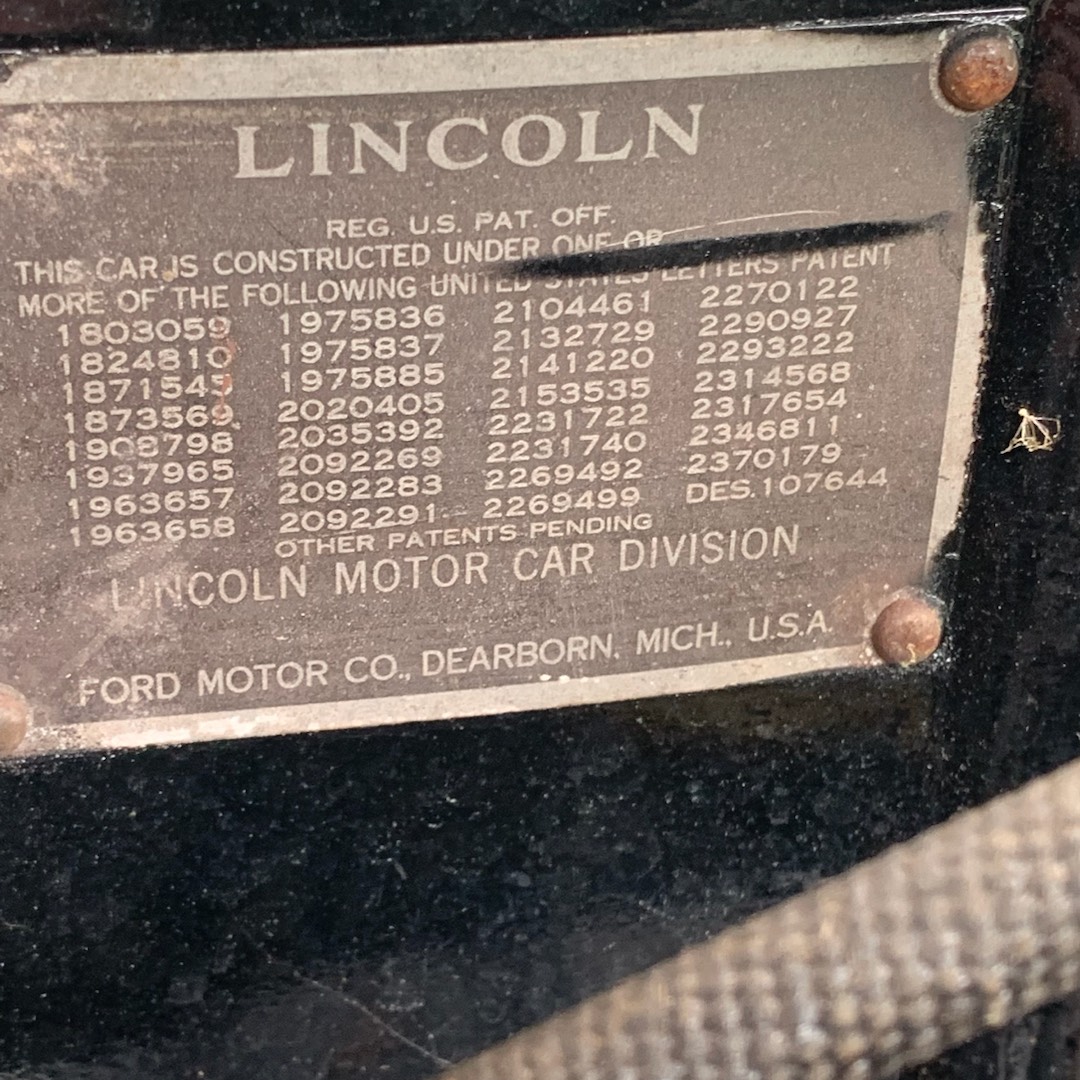 LINCOLN
REG. U.S. PAT. OFF.
THIS CAR IS CONSTRUCTED UNDER ONE OR
MORE OF THE FOLLOWING UNITED STATES LETTERS PATENT
1803059 1975836 2104461 2270122
1824810 1975837 2132729 2290927
1871545 1975885 2141220 2293222
1873569 2020405 2153535 2314568
1908798 2035392 2231722 2317654
1937965 2092269 2231740 2346811
1963657 2092283 2269492 2370179
1963658 2092291 2269499 DES. 107644
OTHER PATENTS PENDING
LINCOLN MOTOR CAR DIVISION
FORD MOTOR CO., DEARBORN, MICH., U.S.A.